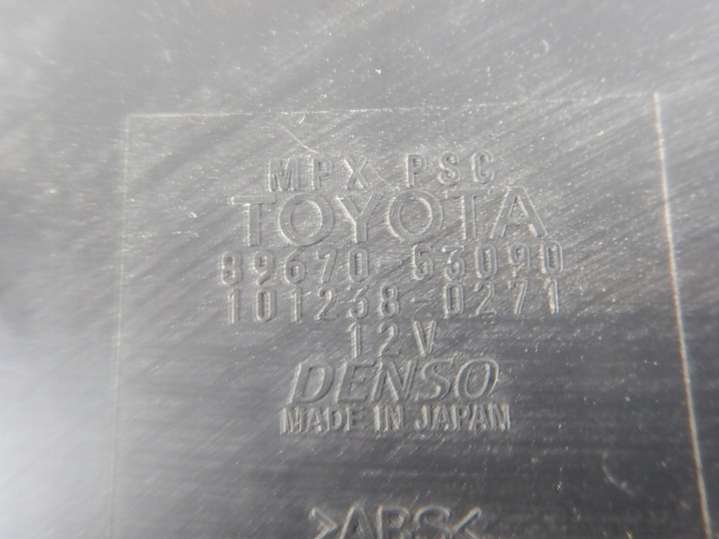 MPX PSC
TOYOTA
89670-53090
101238-0271
12V
DENSO
MADE IN JAPAN
>ABS<